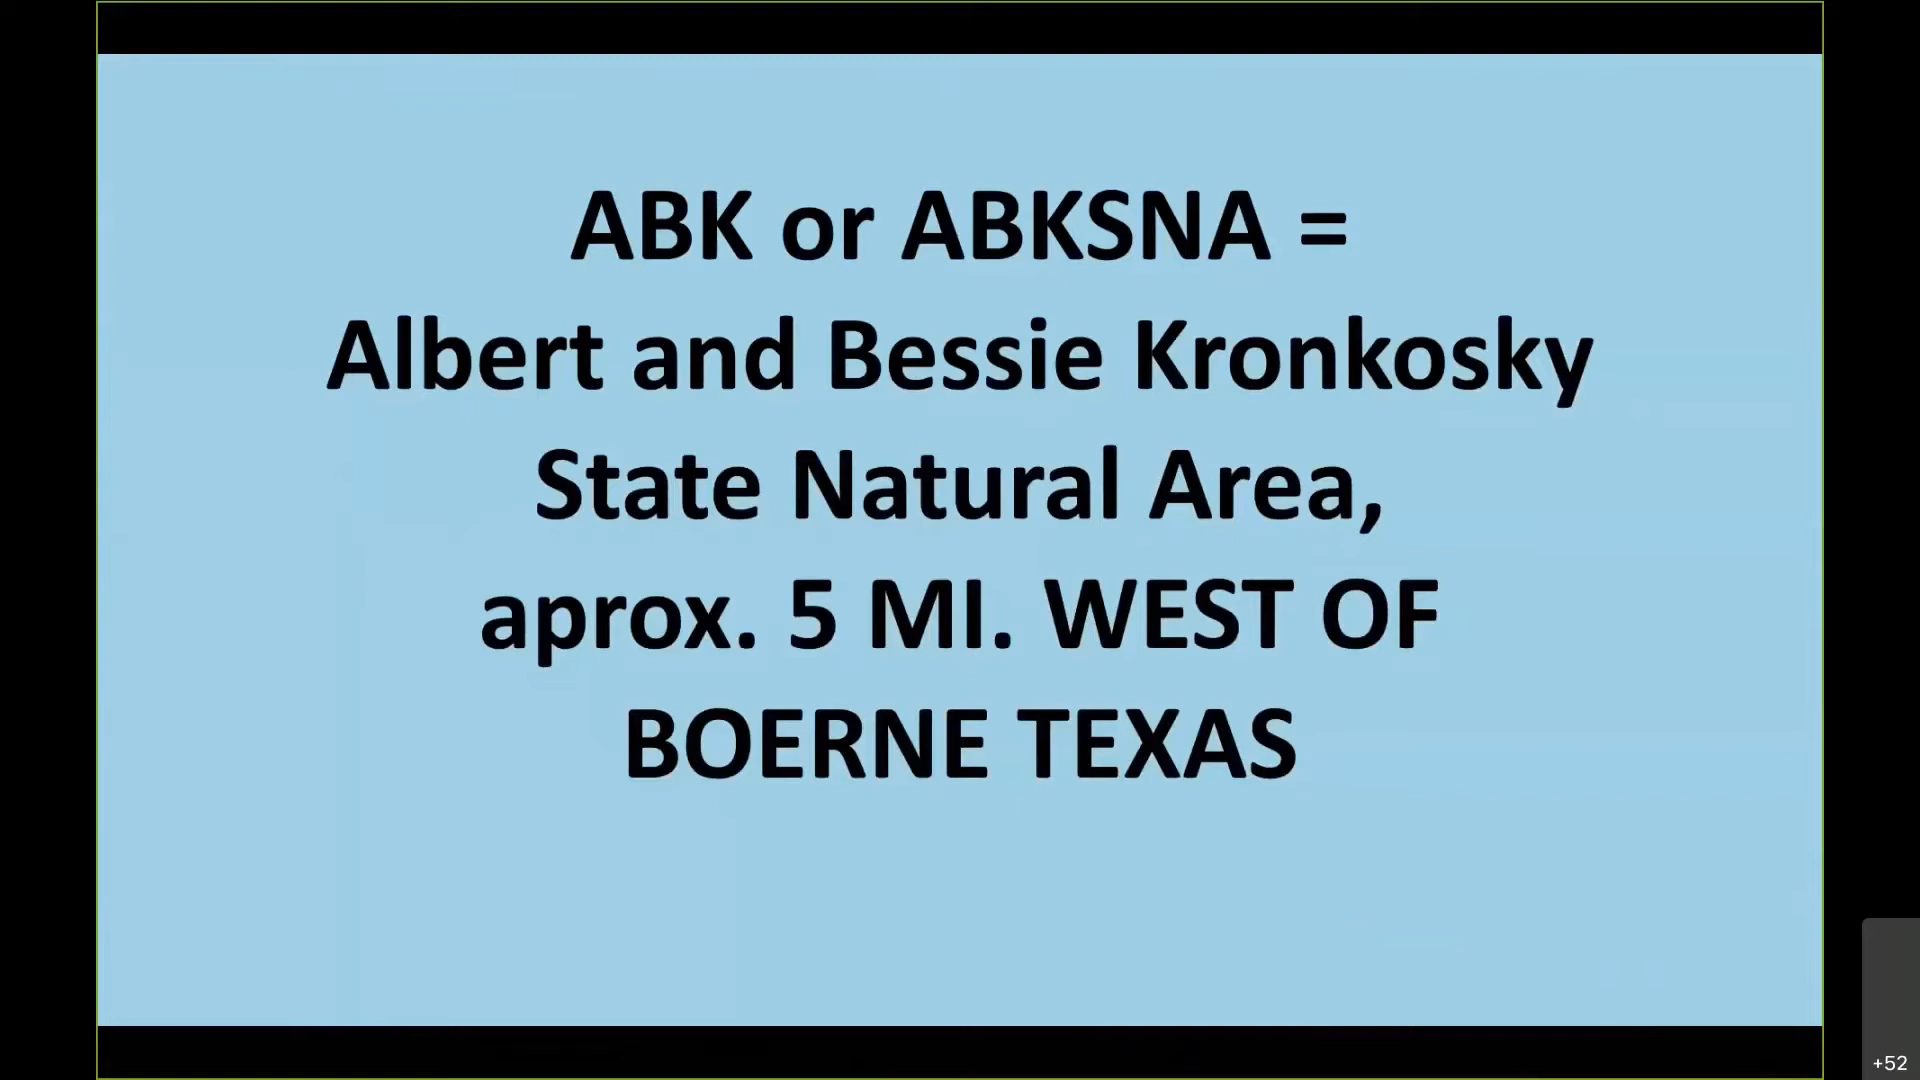 ABK or ABKSNA =
Albert and Bessie Kronkosky
State Natural Area,
aprox. 5 MI. WEST OF
BOERNE TEXAS
+52